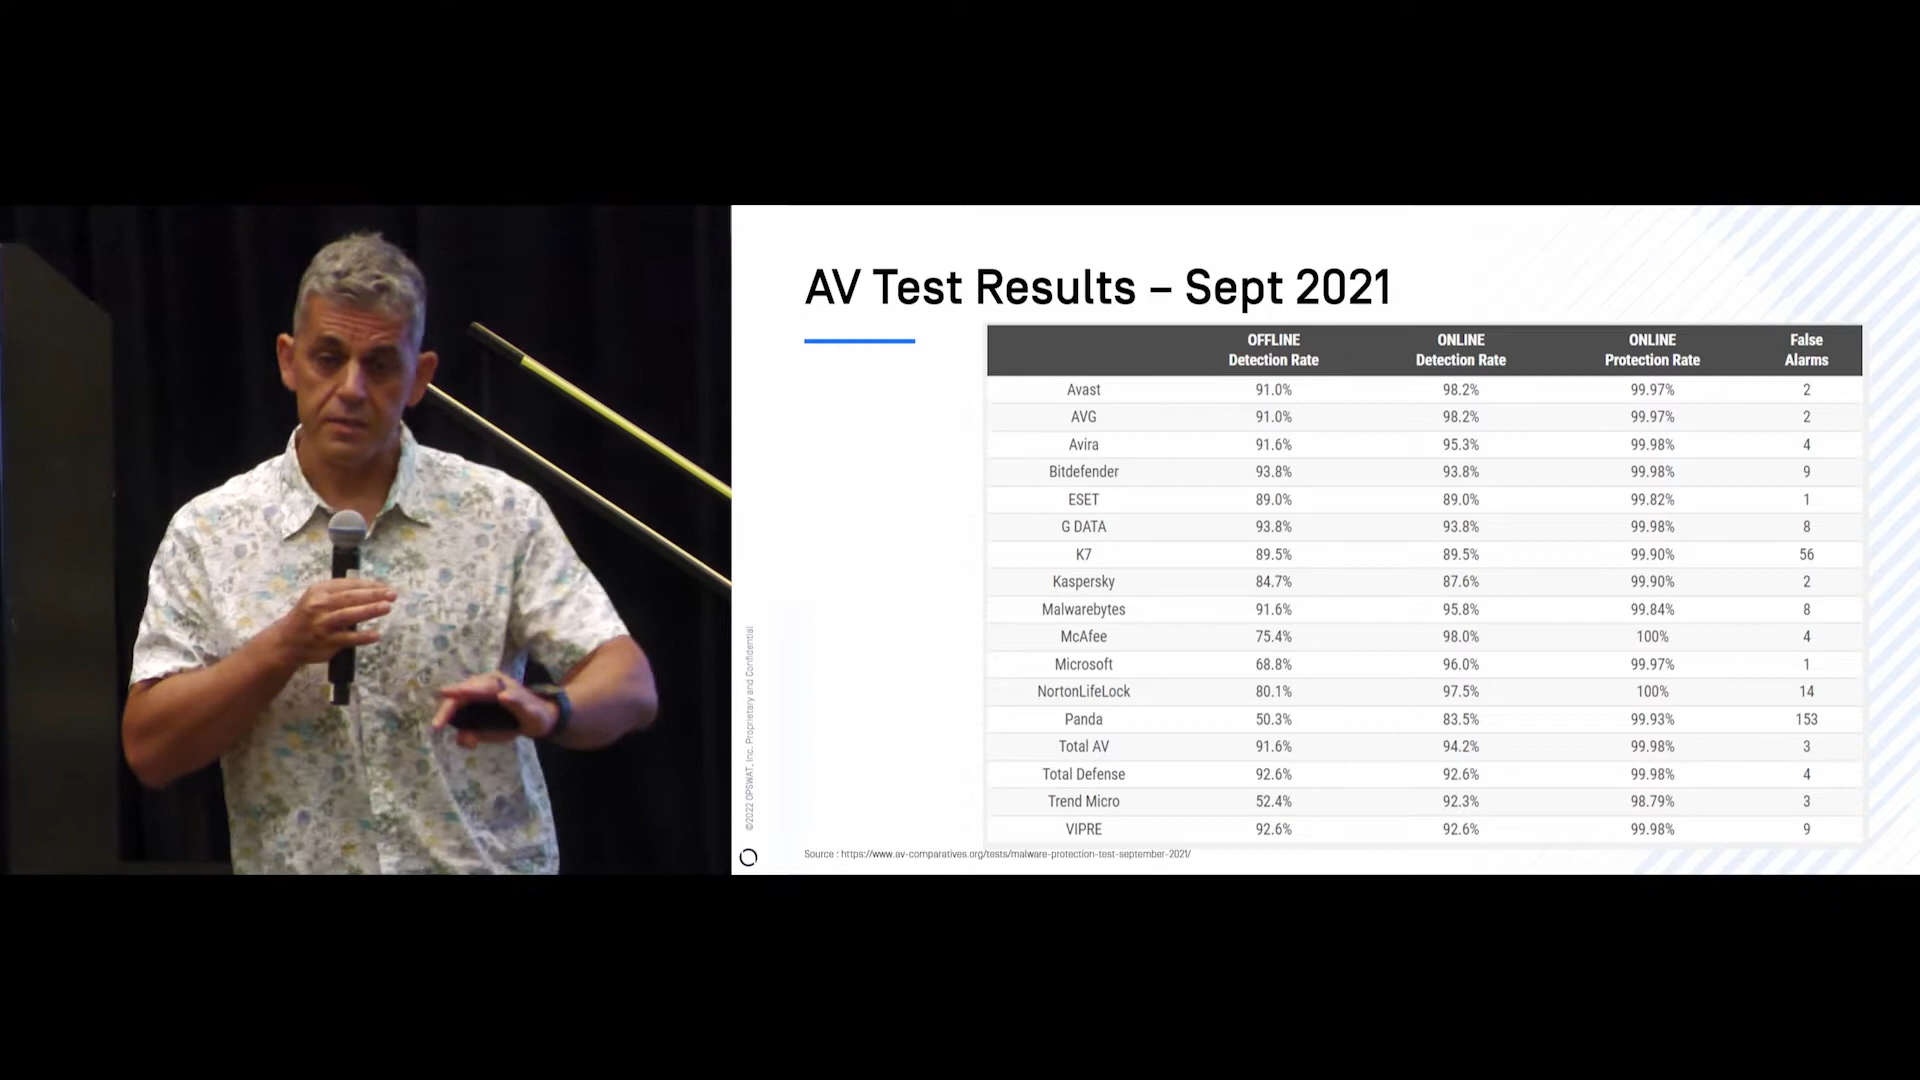 AV Test Results – Sept 2021
OFFLINE Detection Rate ONLINE Detection Rate ONLINE Protection Rate False Alarms
Avast 91.0% 98.2% 99.97% 2
AVG 91.0% 98.2% 99.97% 2
Avira 91.6% 95.3% 99.98% 4
Bitdefender 93.8% 93.8% 99.98% 9
ESET 89.0% 89.0% 99.82% 1
G DATA 93.8% 93.8% 99.98% 8
K7 89.5% 89.5% 99.90% 56
Kaspersky 84.7% 87.6% 99.90% 2
Malwarebytes 91.6% 95.8% 99.84% 8
McAfee 75.4% 98.0% 100% 4
Microsoft 68.8% 96.0% 99.97% 1
NortonLifeLock 80.1% 97.5% 100% 14
Panda 50.3% 83.5% 99.93% 153
Total AV 91.6% 94.2% 99.98% 3
Total Defense 92.6% 92.6% 99.98% 4
Trend Micro 52.4% 92.3% 98.79% 3
VIPRE 92.6% 92.6% 99.98% 9
Source : https://www.av-comparatives.org/tests/malware-protection-test-september-2021/
©2022 OPSWAT, Inc. Proprietary and Confidential